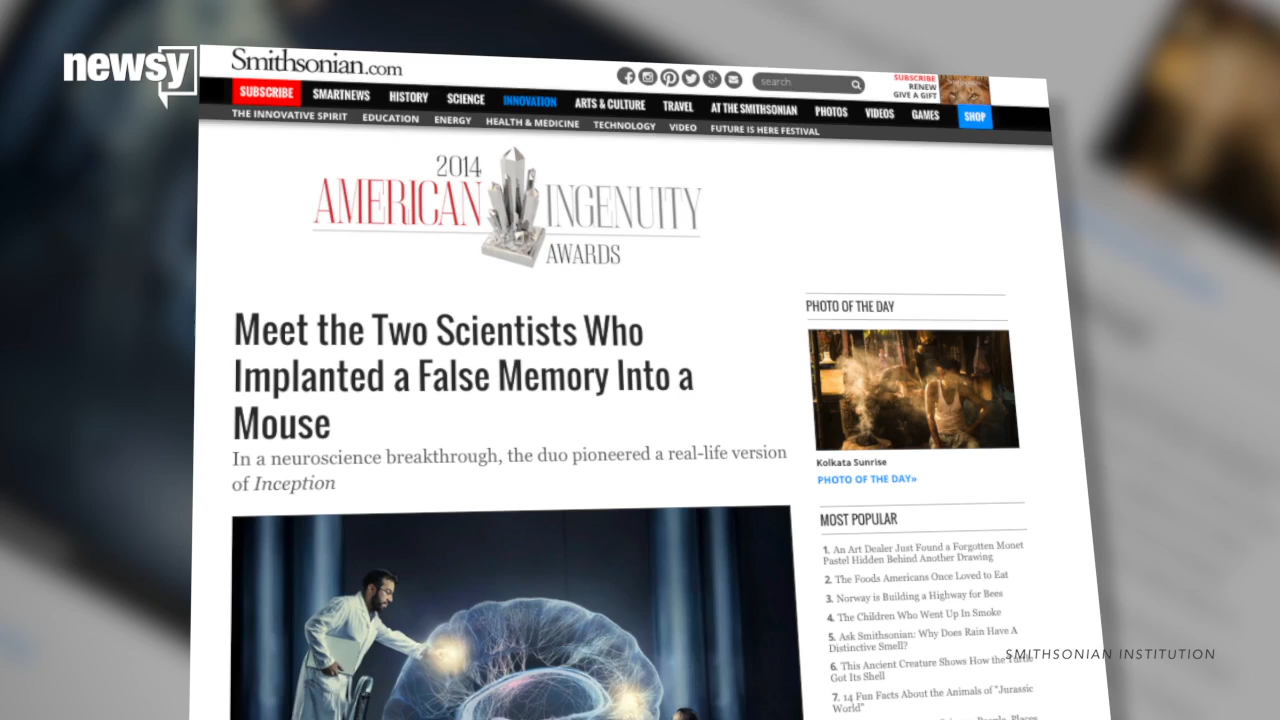 newsy
Smithsonian.com
search
SUBSCRIBE
RENEW
GIVE A GIFT
SUBSCRIBE SMARTNEWS HISTORY SCIENCE INNOVATION ARTS & CULTURE TRAVEL AT THE SMITHSONIAN PHOTOS VIDEOS GAMES SHOP
THE INNOVATIVE SPIRIT EDUCATION ENERGY HEALTH & MEDICINE TECHNOLOGY VIDEO FUTURE IS HERE FESTIVAL
2014
AMERICAN INGENUITY
AWARDS
Meet the Two Scientists Who
Implanted a False Memory Into a
Mouse
In a neuroscience breakthrough, the duo pioneered a real-life version
of Inception
PHOTO OF THE DAY
Kolkata Sunrise
PHOTO OF THE DAY»
MOST POPULAR
1. An Art Dealer Just Found a Forgotten Monet
Pastel Hidden Behind Another Drawing
2. The Foods Americans Once Loved to Eat
3. Norway is Building a Highway for Bees
4. The Children Who Went Up In Smoke
5. Ask Smithsonian: Why Does Rain Have A
Distinctive Smell?
6. This Ancient Creature Shows How the Turtle
Got Its Shell
7. 14 Fun Facts About the Animals of "Jurassic
World"
People, Places
SMITHSONIAN INSTITUTION